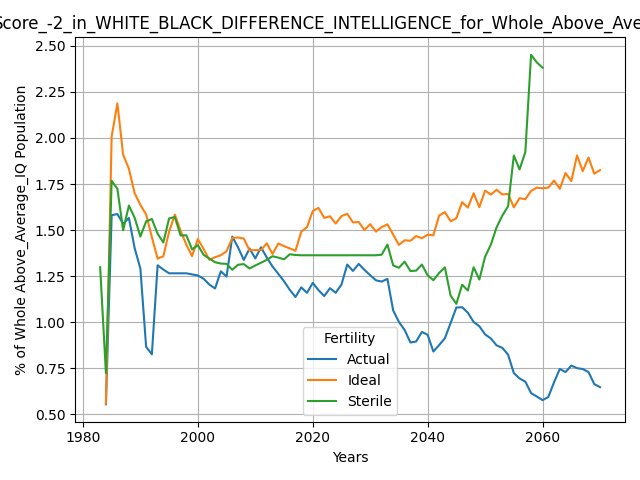 Score_-2_in_WHITE_BLACK_DIFFERENCE_INTELLIGENCE_for_Whole_Above_Ave
% of Whole Above_Average_IQ Population
2.50
2.25
2.00
1.75
1.50
1.25
1.00
0.75
0.50
Fertility
Actual
Ideal
Sterile
1980
2000
2020
2040
2060
Years